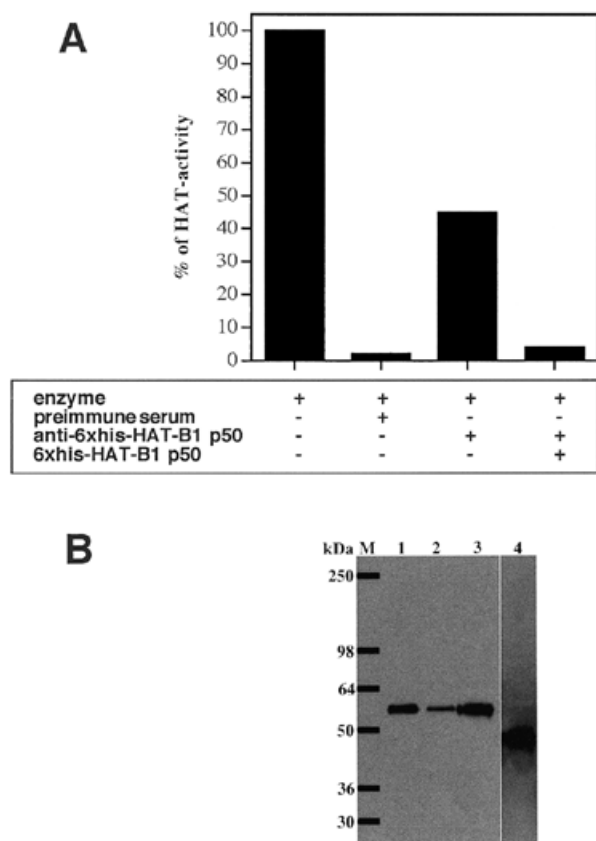 A
% of HAT-activity
100
90
80
70
60
50
40
30
20
10
0
enzyme + + + +
preimmune serum - + - -
anti-6xhis-HAT-B1 p50 - - + +
6xhis-HAT-B1 p50 - - - +
B
kDa M 1 2 3 4
250
98
64
50
36
30